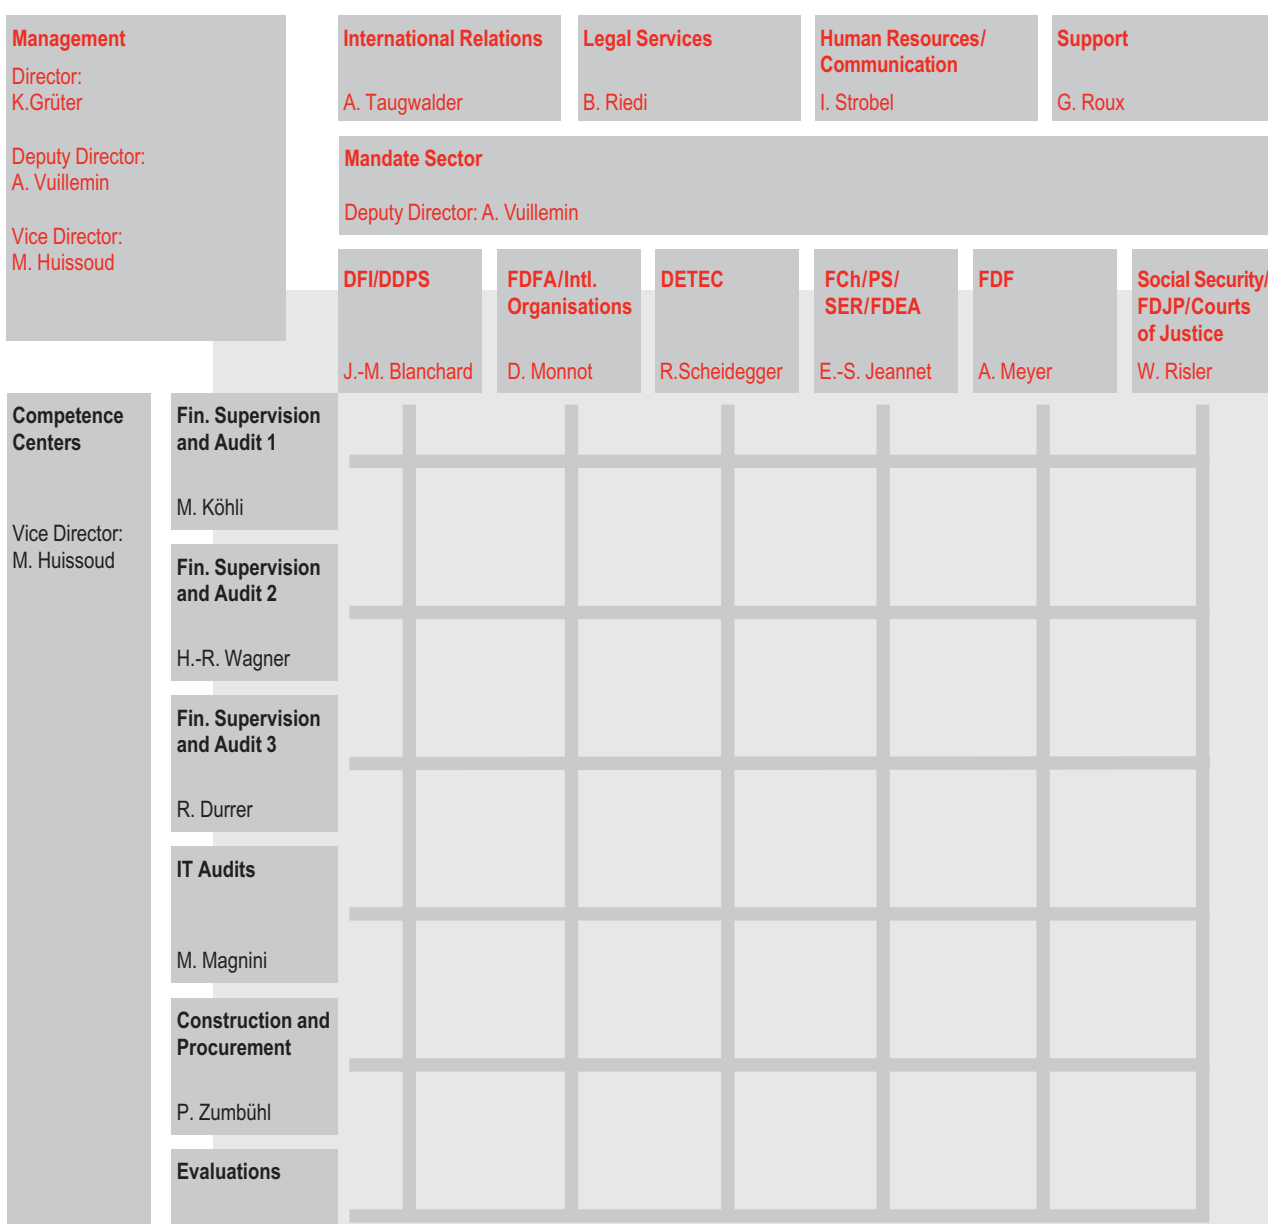 Management
Director:
K.Grüter
Deputy Director:
A. Vuillemin
Vice Director:
M. Huissoud
International Relations
A. Taugwalder
Legal Services
B. Riedi
Human Resources/
Communication
I. Strobel
Support
G. Roux
Mandate Sector
Deputy Director: A. Vuillemin
DFI/DDPS
J.-M. Blanchard
FDFA/Intl.
Organisations
D. Monnot
DETEC
R.Scheidegger
FCh/PS/
SER/FDEA
E.-S. Jeannet
FDF
A. Meyer
Social Security/
FDJP/Courts
of Justice
W. Risler
Competence
Centers
Vice Director:
M. Huissoud
Fin. Supervision
and Audit 1
M. Köhli
Fin. Supervision
and Audit 2
H.-R. Wagner
Fin. Supervision
and Audit 3
R. Durrer
IT Audits
M. Magnini
Construction and
Procurement
P. Zumbühl
Evaluations